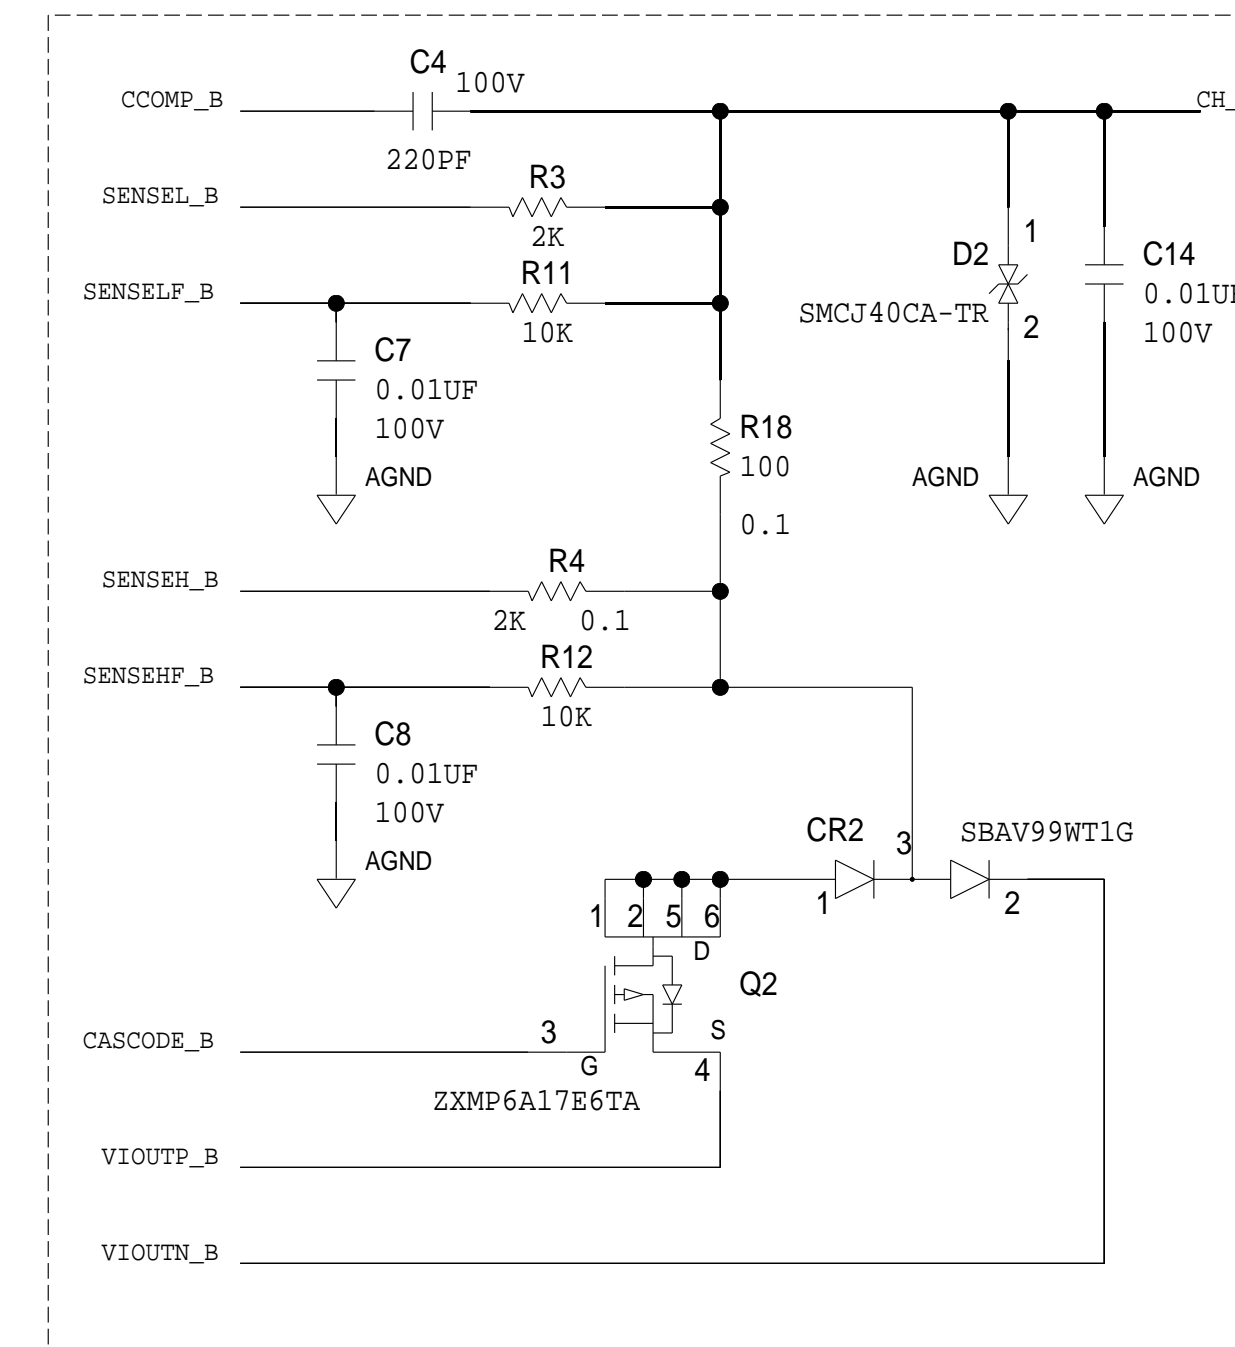 C4
100V
CCOMP_B
CH_
220PF
SENSEL_B
R3
2K
SENSELF_B
R11
10K
C7
0.01UF
100V
AGND
D2
1
SMCJ40CA-TR
2
AGND
C14
0.01UF
100V
AGND
R18
100
0.1
SENSEH_B
R4
2K
0.1
SENSEHF_B
R12
10K
C8
0.01UF
100V
AGND
CR2
3
SBAV99WT1G
1
2
1
2
5
6
D
Q2
CASCODE_B
3
G
S
4
ZXMP6A17E6TA
VIOUTP_B
VIOUTN_B